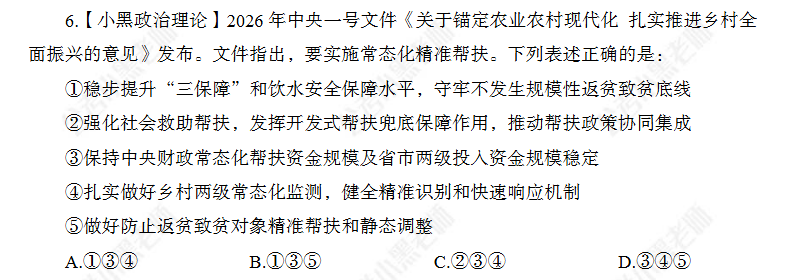 6.【小黑政治理论】2026 年中央一号文件《关于锚定农业农村现代化 扎实推进乡村全
面振兴的意见》发布。文件指出，要实施常态化精准帮扶。下列表述正确的是：
①稳步提升“三保障”和饮水安全保障水平，守牢不发生规模性返贫致贫底线
②强化社会救助帮扶，发挥开发式帮扶兜底保障作用，推动帮扶政策协同集成
③保持中央财政常态化帮扶资金规模及省市两级投入资金规模稳定
④扎实做好乡村两级常态化监测，健全精准识别和快速响应机制
⑤做好防止返贫致贫对象精准帮扶和静态调整
A.①③④ B.①③⑤ C.②③④ D.③④⑤